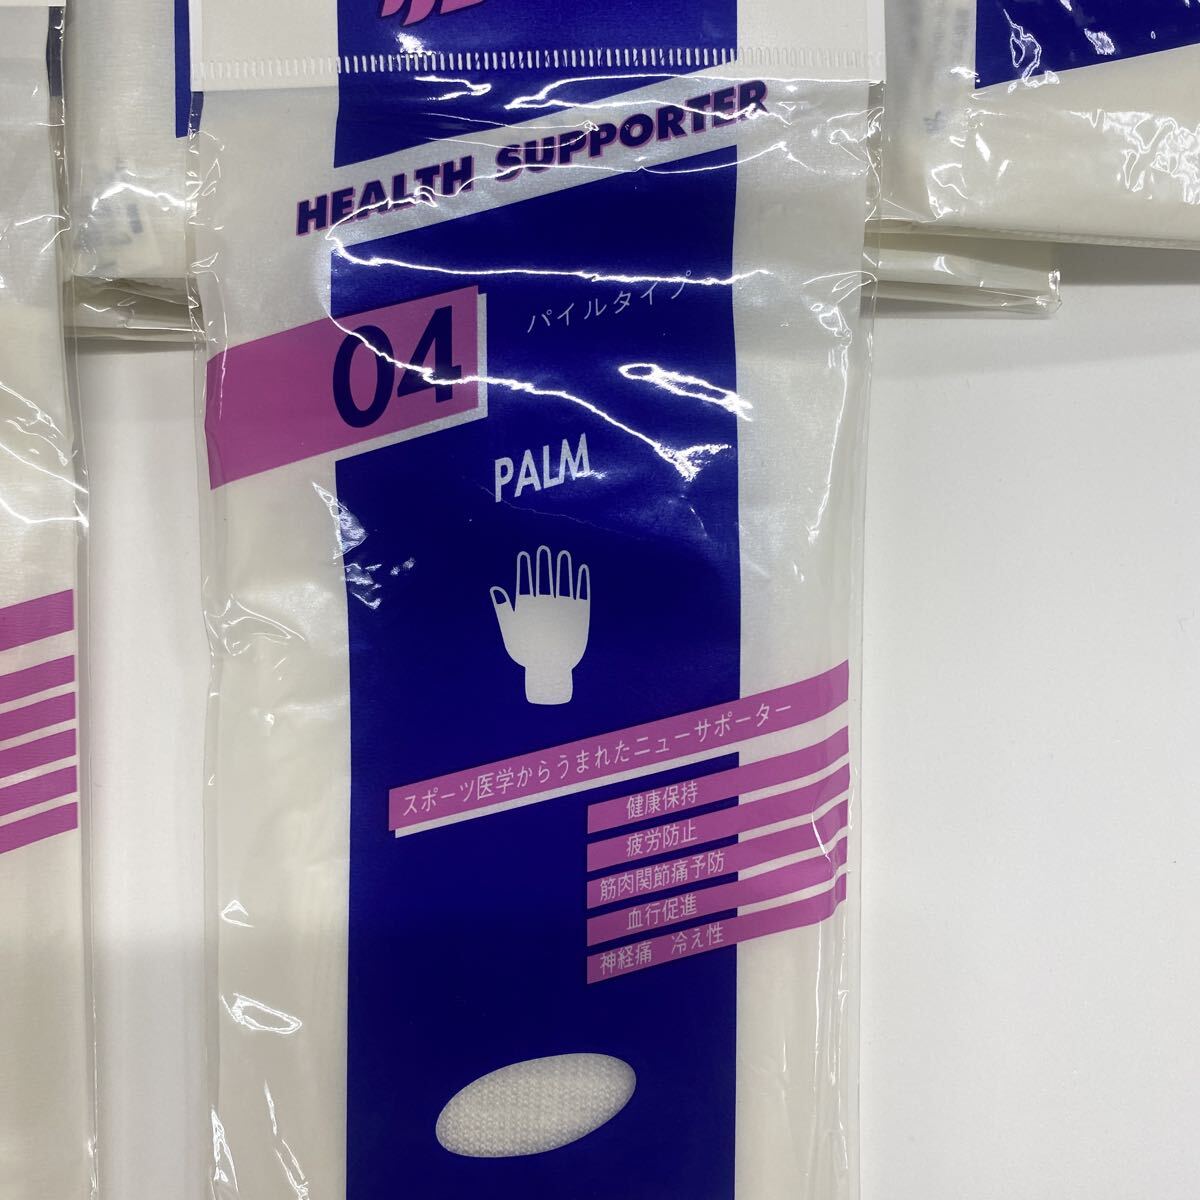 HEALTH SUPPORTER
04
パイルタイプ
PALM
スポーツ医学からうまれたニューサポーター
健康保持
疲労防止
筋肉関節痛予防
血行促進
神経痛 冷え性